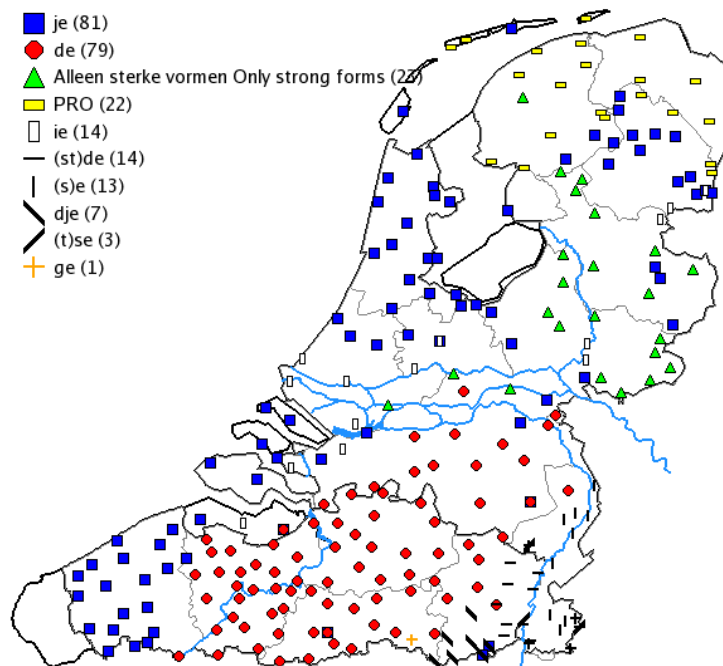 je (81)
de (79)
Alleen sterke vormen Only strong forms (23)
PRO (22)
ie (14)
(st)de (14)
(s)e (13)
dje (7)
(t)se (3)
ge (1)